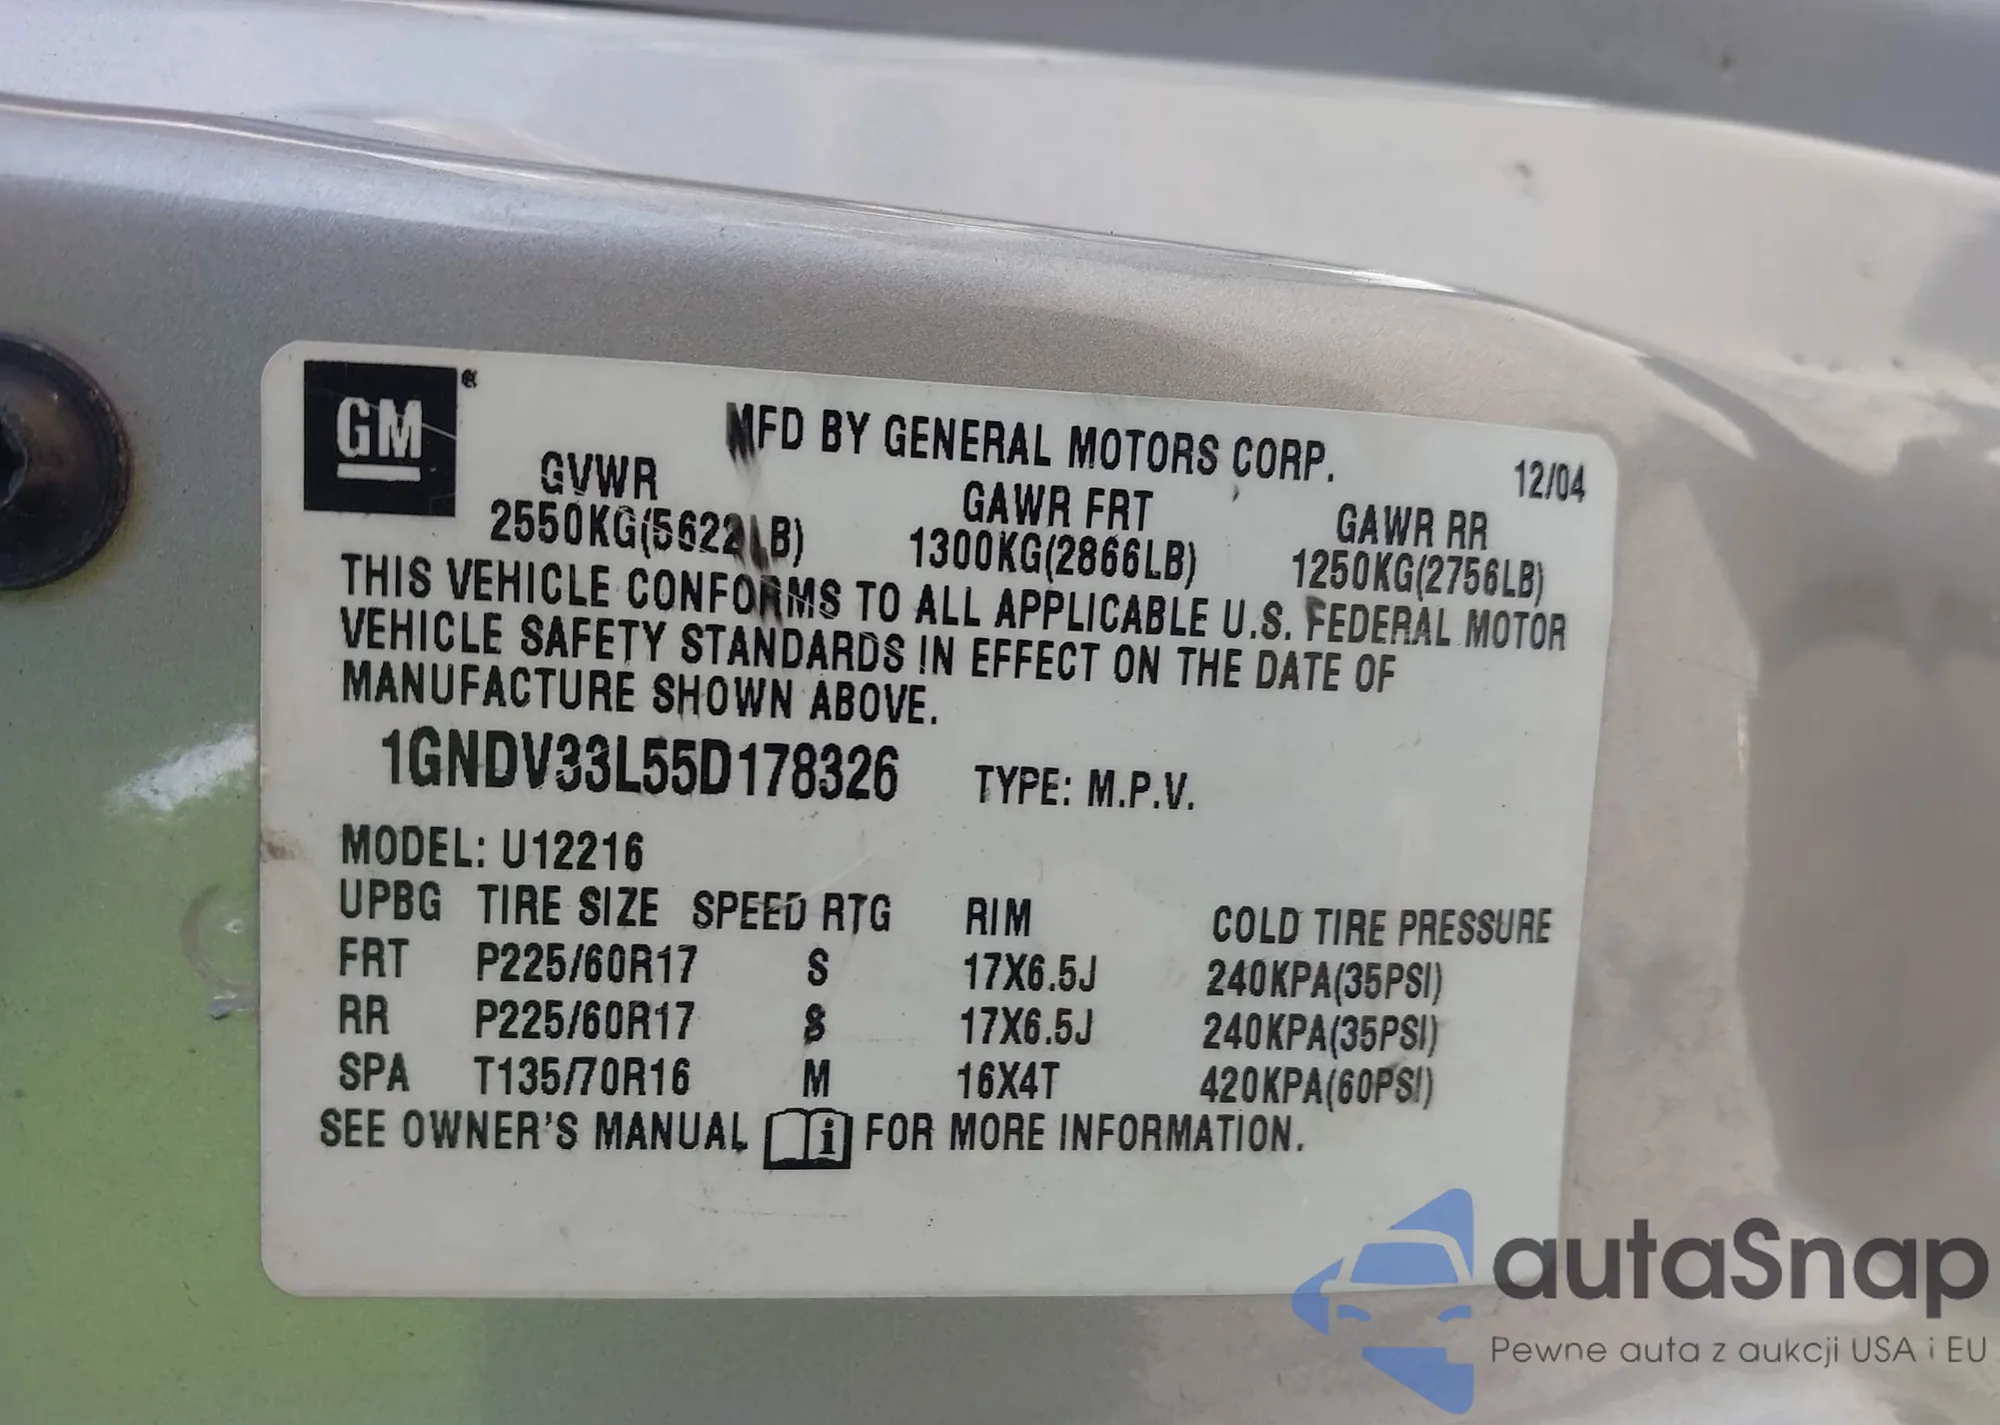 GM®
MFD BY GENERAL MOTORS CORP.
12/04
GVWR GAWR FRT GAWR RR
2550KG(5622LB) 1300KG(2866LB) 1250KG(2756LB)
THIS VEHICLE CONFORMS TO ALL APPLICABLE U.S. FEDERAL MOTOR
VEHICLE SAFETY STANDARDS IN EFFECT ON THE DATE OF
MANUFACTURE SHOWN ABOVE.
1GNDV33L55D178326 TYPE: M.P.V.
MODEL: U12216
UPBG TIRE SIZE SPEED RTG RIM COLD TIRE PRESSURE
FRT P225/60R17 S 17X6.5J 240KPA(35PSI)
RR P225/60R17 S 17X6.5J 240KPA(35PSI)
SPA T135/70R16 M 16X4T 420KPA(60PSI)
SEE OWNER'S MANUAL i FOR MORE INFORMATION.
autaSnap
Pewne auta z aukcji USA i EU